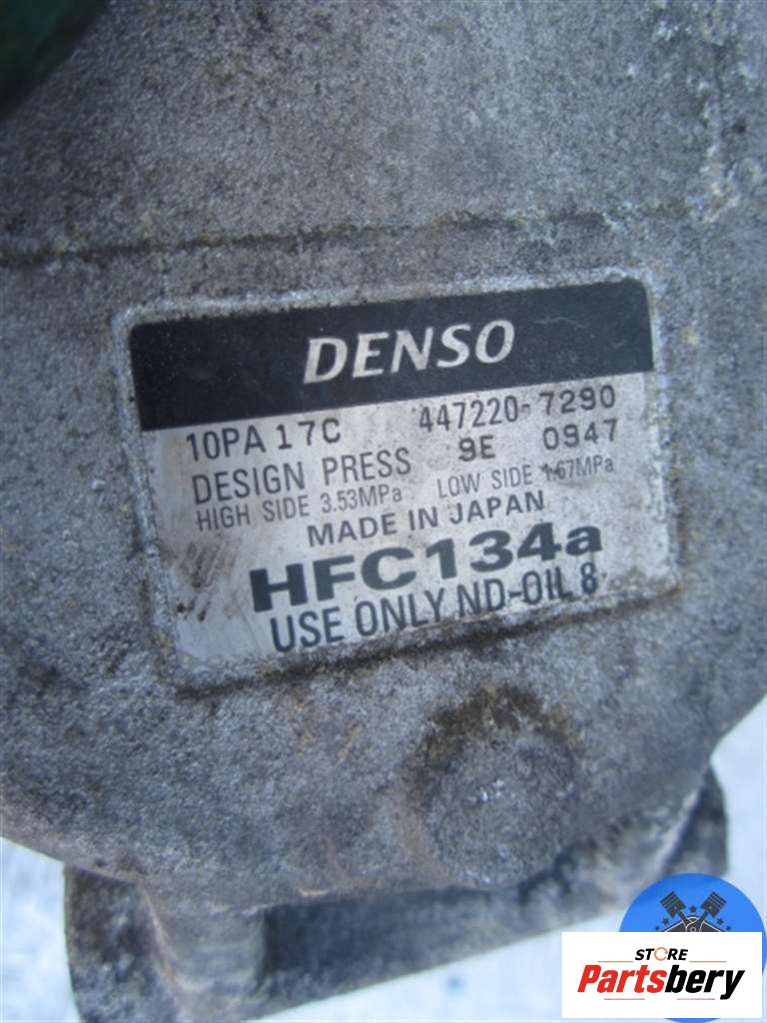 DENSO
10PA17C 447220-7290
DESIGN PRESS 9E 0947
HIGH SIDE 3.53MPa LOW SIDE 1.67MPa
MADE IN JAPAN
HFC134a
USE ONLY ND-OIL 8
STORE
Partsbery